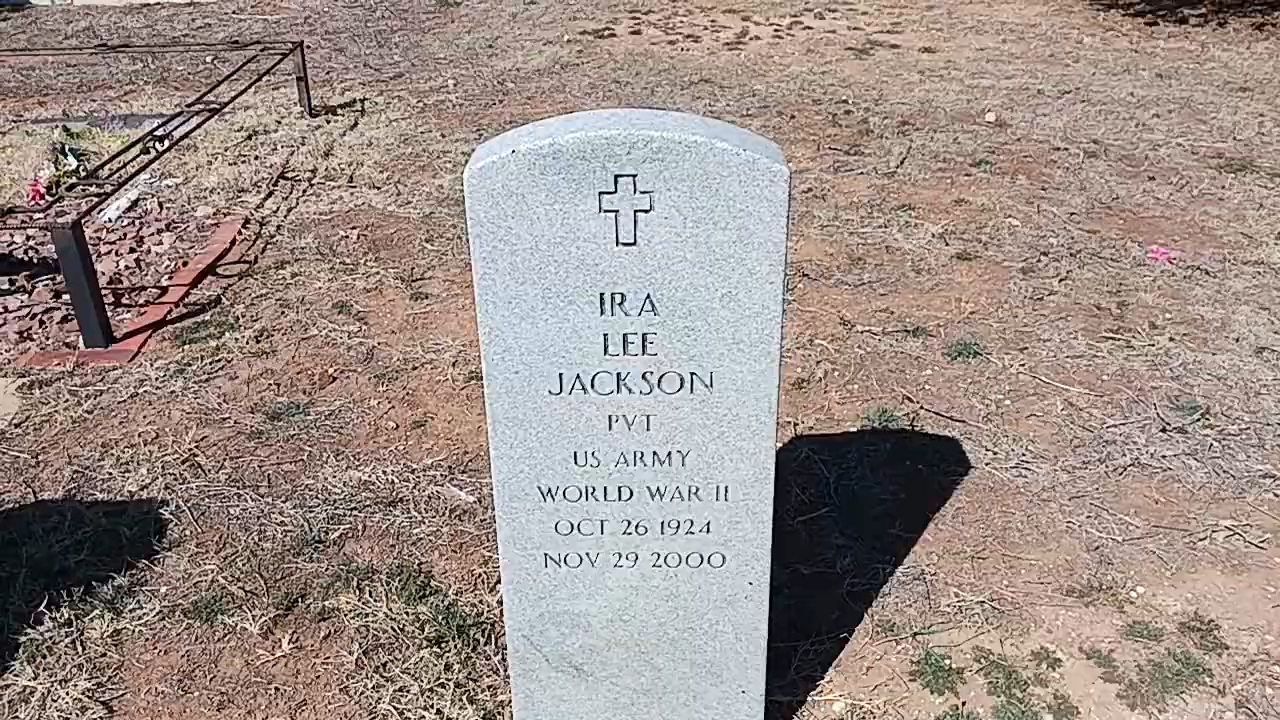 IRA
LEE
JACKSON
PVT
US ARMY
WORLD WAR II
OCT 26 1924
NOV 29 2000